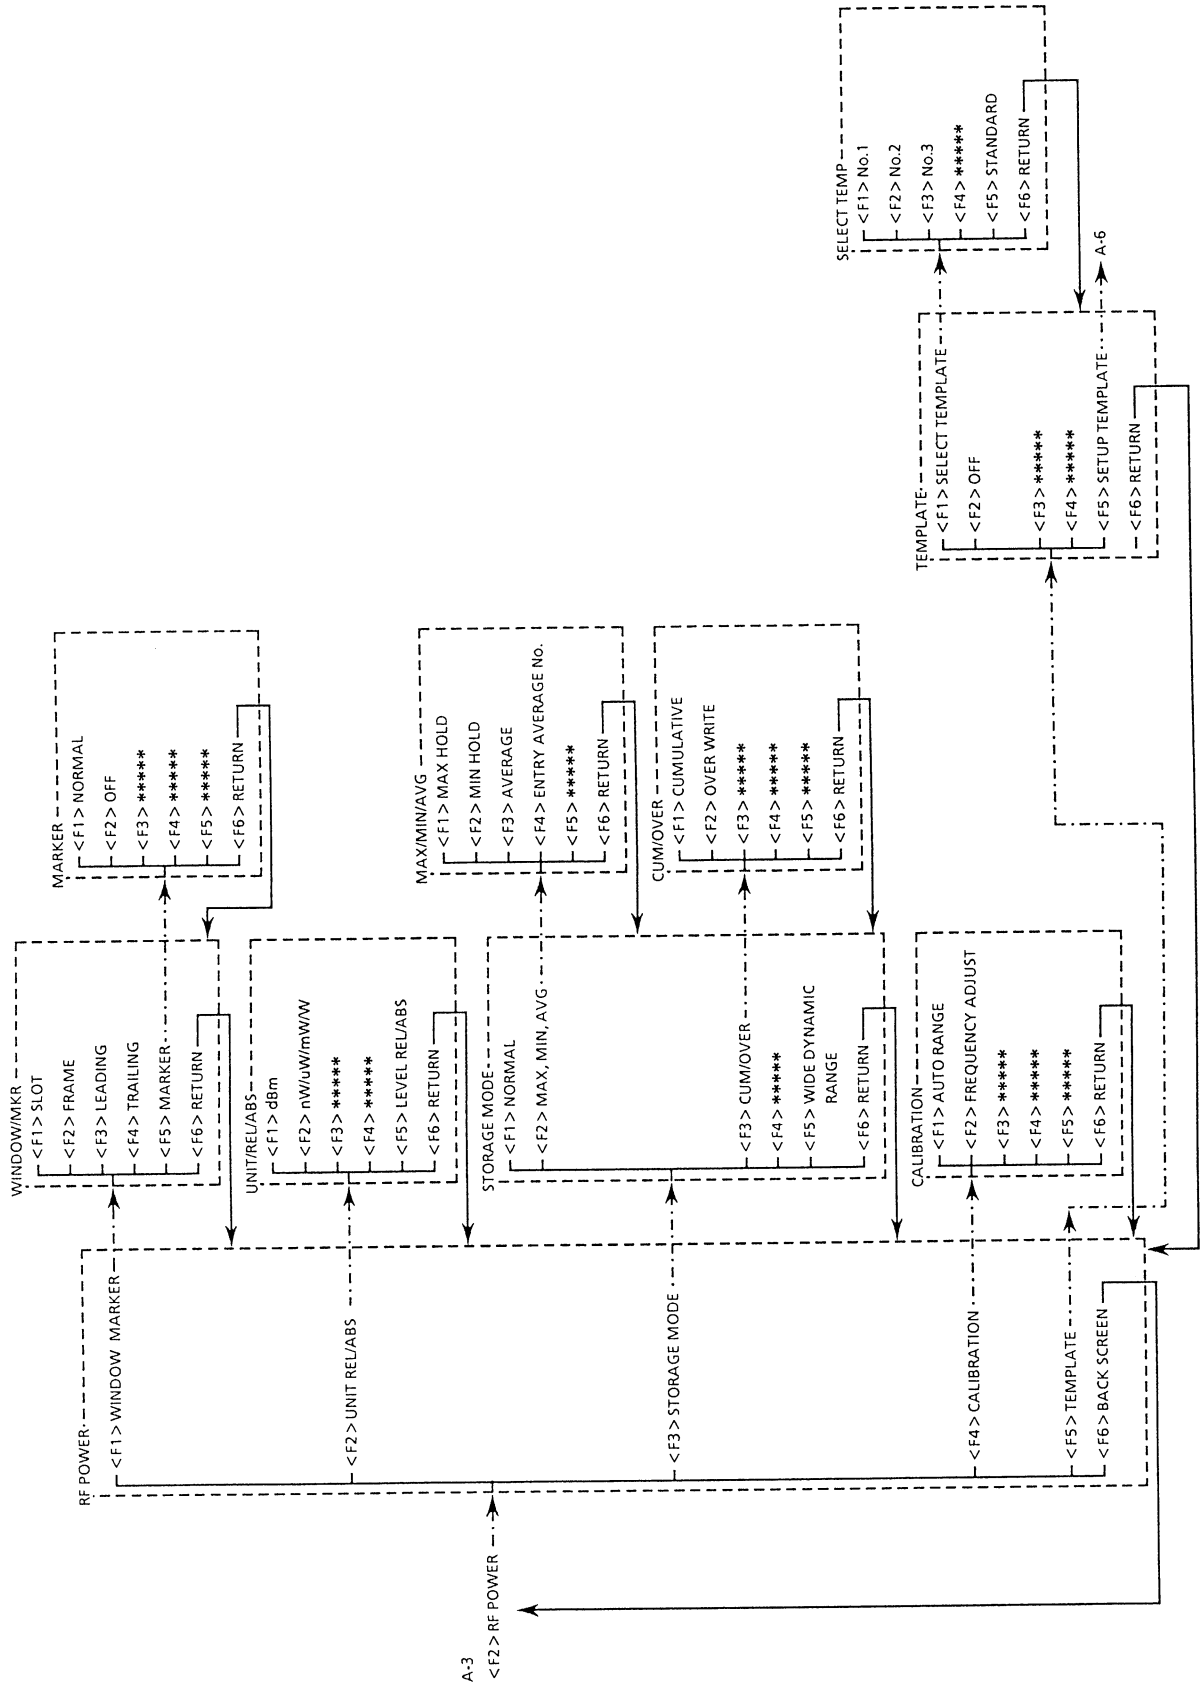 A-3
<F2> RF POWER
RF POWER
<F1> WINDOW MARKER
<F2> UNIT REL/ABS
<F3> STORAGE MODE
<F4> CALIBRATION
<F5> TEMPLATE
<F6> BACK SCREEN
WINDOW/MKR
<F1> SLOT
<F2> FRAME
<F3> LEADING
<F4> TRAILING
<F5> MARKER
<F6> RETURN
UNIT/REL/ABS
<F1> dBm
<F2> nW/uW/mW/W
<F3> *****
<F4> *****
<F5> LEVEL REL/ABS
<F6> RETURN
STORAGE MODE
<F1> NORMAL
<F2> MAX, MIN, AVG
<F3> CUM/OVER
<F4> *****
<F5> WIDE DYNAMIC
RANGE
<F6> RETURN
CALIBRATION
<F1> AUTO RANGE
<F2> FREQUENCY ADJUST
<F3> *****
<F4> *****
<F5> *****
<F6> RETURN
MARKER
<F1> NORMAL
<F2> OFF
<F3> *****
<F4> *****
<F5> *****
<F6> RETURN
MAX/MIN/AVG
<F1> MAX HOLD
<F2> MIN HOLD
<F3> AVERAGE
<F4> ENTRY AVERAGE No.
<F5> *****
<F6> RETURN
CUM/OVER
<F1> CUMULATIVE
<F2> OVER WRITE
<F3> *****
<F4> *****
<F5> *****
<F6> RETURN
TEMPLATE
<F1> SELECT TEMPLATE
<F2> OFF
<F3> *****
<F4> *****
<F5> SETUP TEMPLATE
<F6> RETURN
A-6
SELECT TEMP
<F1> No.1
<F2> No.2
<F3> No.3
<F4> *****
<F5> STANDARD
<F6> RETURN